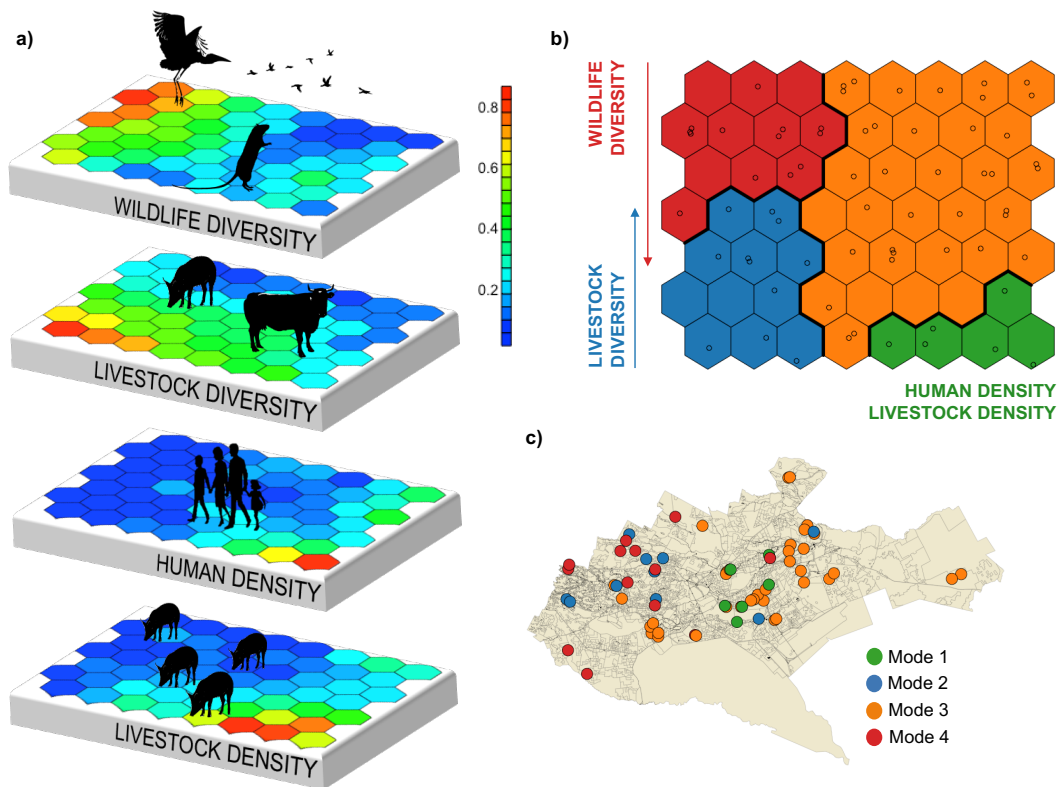 a)
0.8
0.6
0.4
0.2
WILDLIFE DIVERSITY
LIVESTOCK DIVERSITY
HUMAN DENSITY
LIVESTOCK DENSITY
b)
WILDLIFE
DIVERSITY
LIVESTOCK
DIVERSITY
HUMAN DENSITY
LIVESTOCK DENSITY
c)
Mode 1
Mode 2
Mode 3
Mode 4